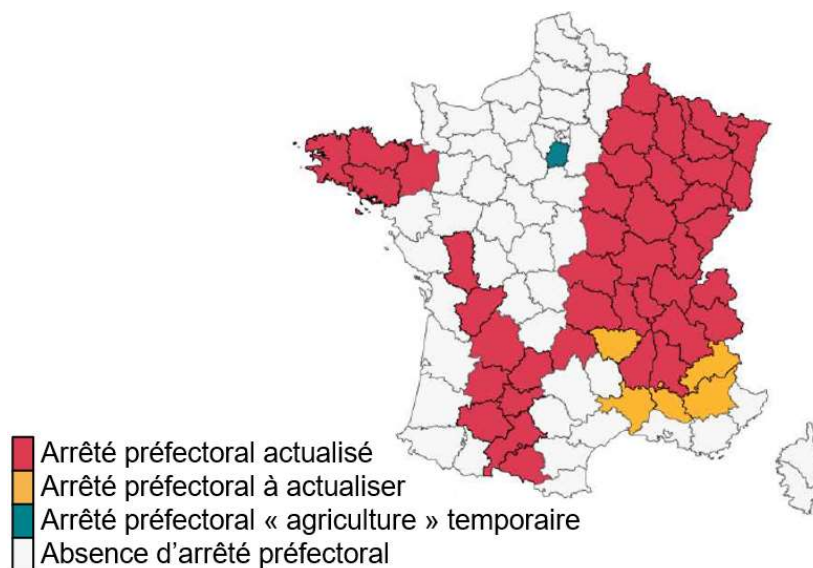 Arrêté préfectoral actualisé
Arrêté préfectoral à actualiser
Arrêté préfectoral « agriculture » temporaire
Absence d’arrêté préfectoral